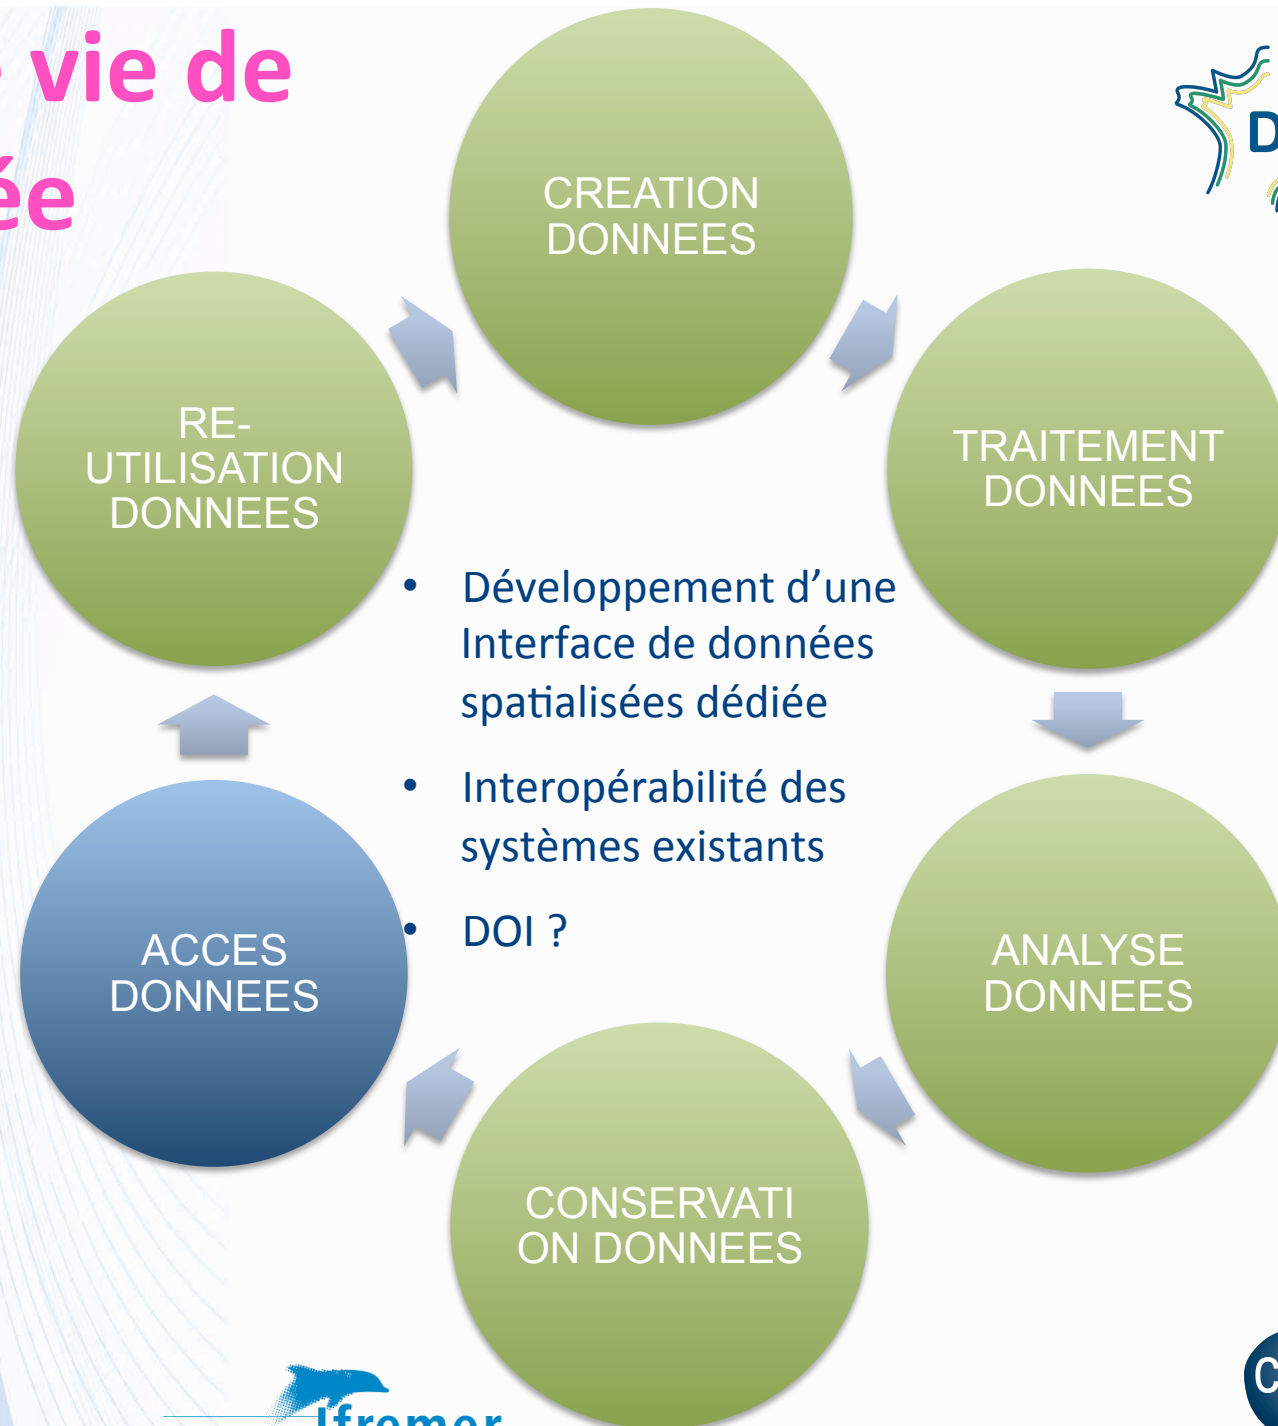 vie de
ée
D
CREATION
DONNEES
TRAITEMENT
DONNEES
ANALYSE
DONNEES
CONSERVATI
ON DONNEES
ACCES
DONNEES
RE-
UTILISATION
DONNEES
• Développement d’une
Interface de données
spatialisées dédiée
• Interopérabilité des
systèmes existants
• DOI ?
Ifremer
C